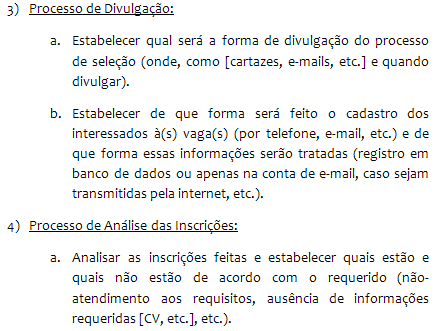 3) Processo de Divulgação:
a. Estabelecer qual será a forma de divulgação do processo
de seleção (onde, como [cartazes, e-mails, etc.] e quando
divulgar).
b. Estabelecer de que forma será feito o cadastro dos
interessados à(s) vaga(s) (por telefone, e-mail, etc.) e de
que forma essas informações serão tratadas (registro em
banco de dados ou apenas na conta de e-mail, caso sejam
transmitidas pela internet, etc.).
4) Processo de Análise das Inscrições:
a. Analisar as inscrições feitas e estabelecer quais estão e
quais não estão de acordo com o requerido (não-
atendimento aos requisitos, ausência de informações
requeridas [CV, etc.], etc.).